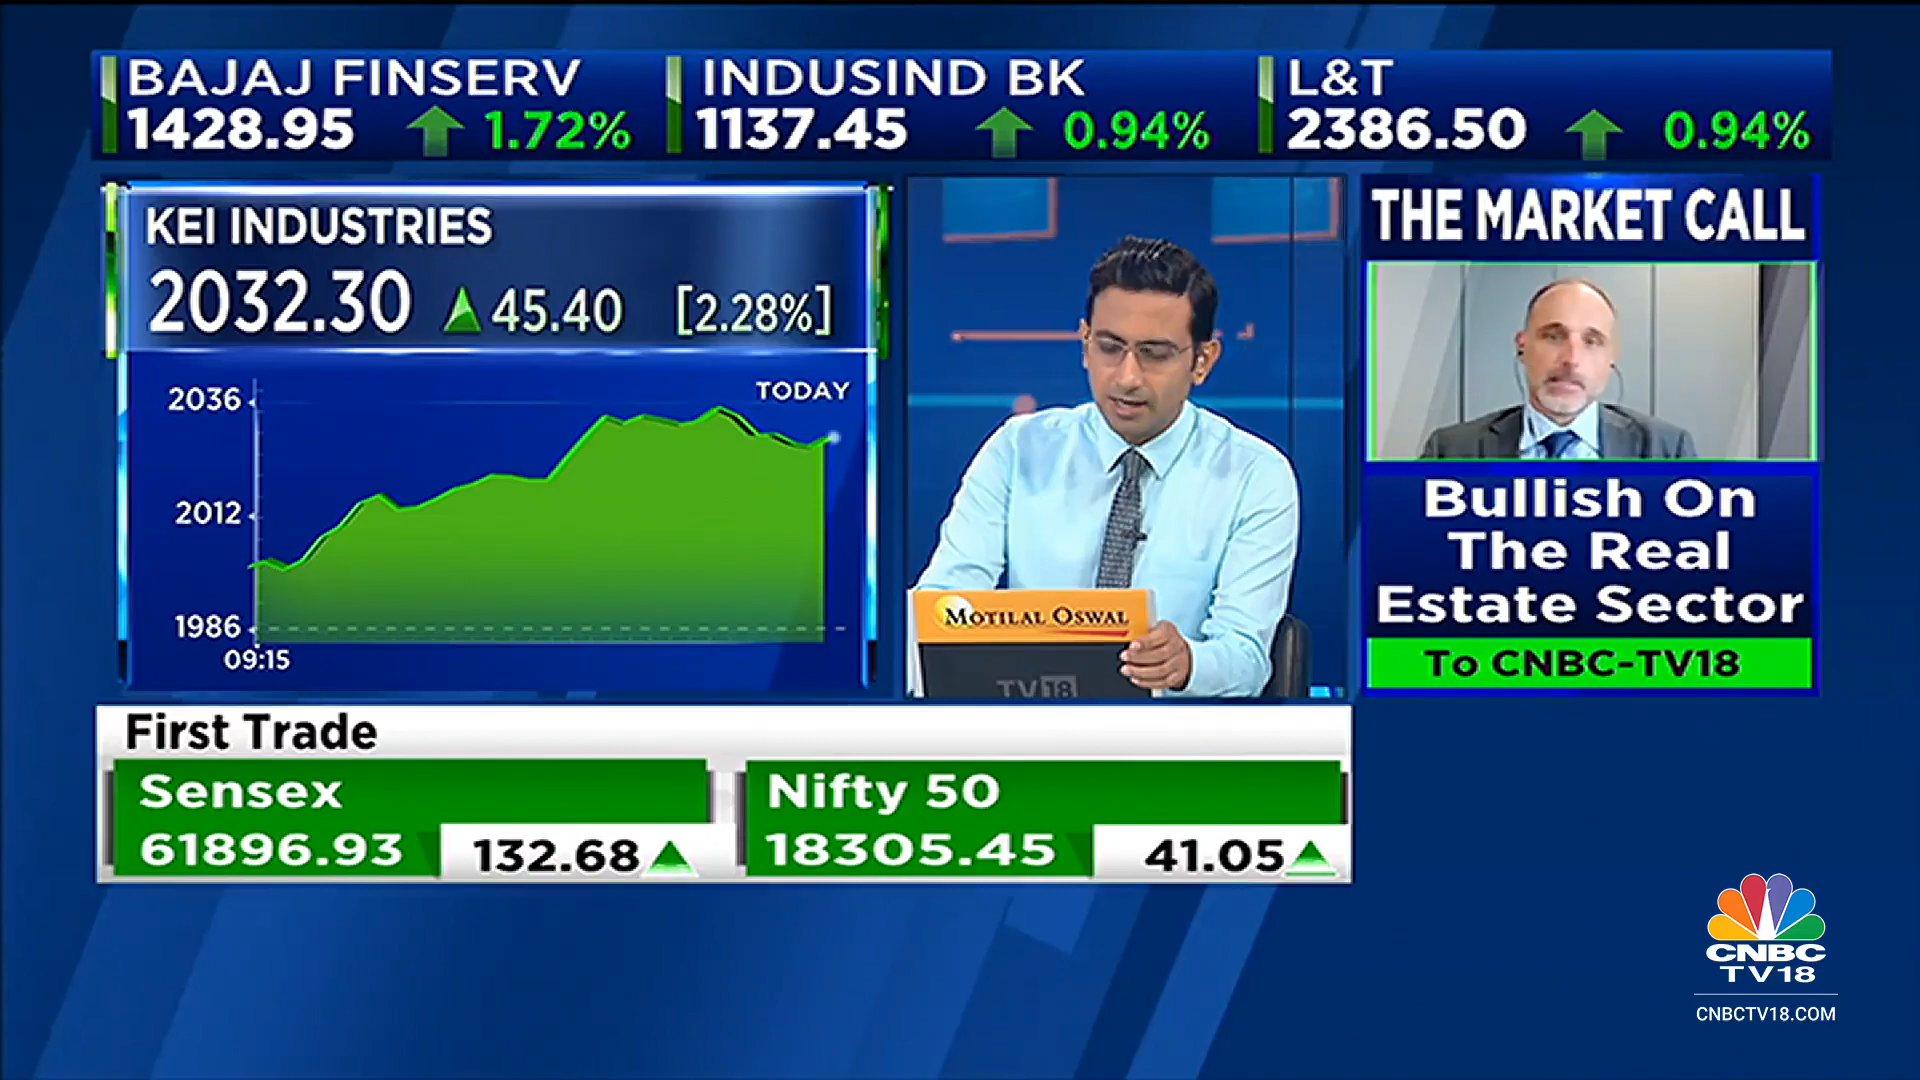 BAJAJ FINSERV
1428.95 1.72%
INDUSIND BK
1137.45 0.94%
L&T
2386.50 0.94%
KEI INDUSTRIES
2032.30 45.40 [2.28%]
TODAY
2036
2012
1986
09:15
MOTILAL OSWAL
TV18
THE MARKET CALL
Bullish On
The Real
Estate Sector
To CNBC-TV18
First Trade
Sensex
61896.93 132.68
Nifty 50
18305.45 41.05
CNBC
TV18
CNBCTV18.COM